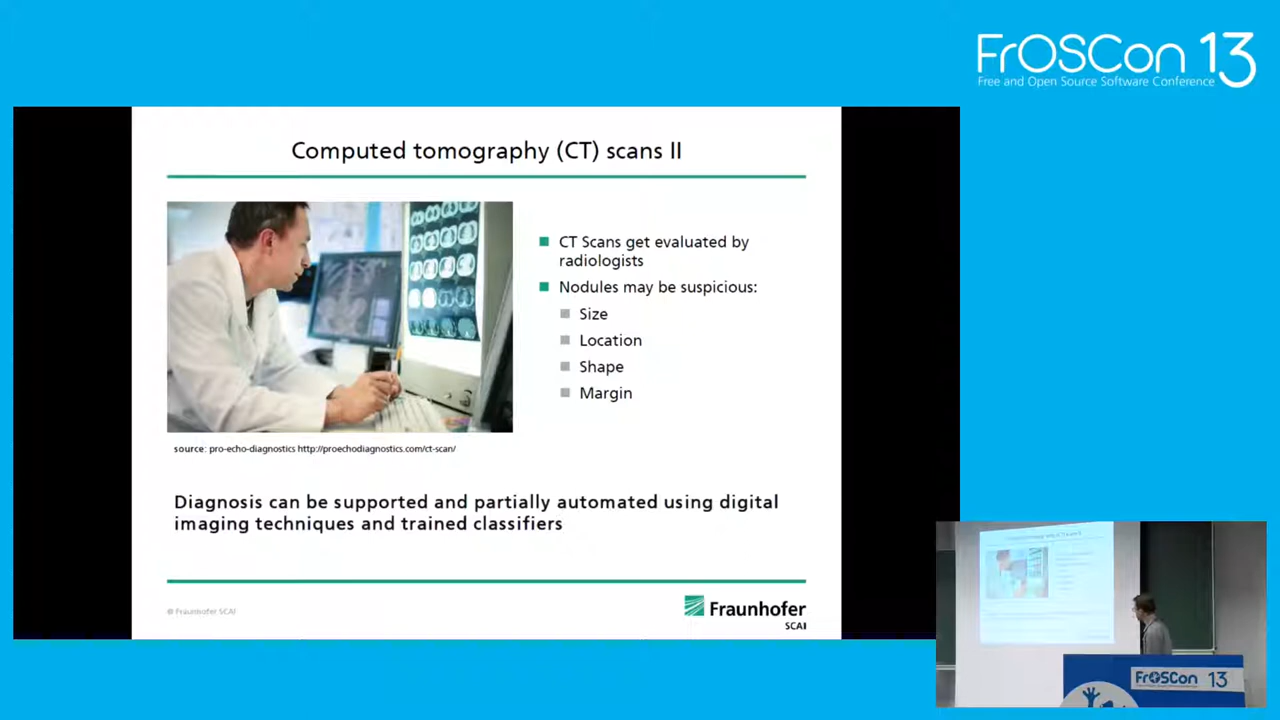 FrOSCon 13
Free and Open Source Software Conference
Computed tomography (CT) scans II
CT Scans get evaluated by
radiologists
Nodules may be suspicious:
Size
Location
Shape
Margin
source: pro-echo-diagnostics http://proechodiagnostics.com/ct-scan/
Diagnosis can be supported and partially automated using digital
imaging techniques and trained classifiers
© Fraunhofer SCAI
Fraunhofer
SCAI
FrOSCon 13